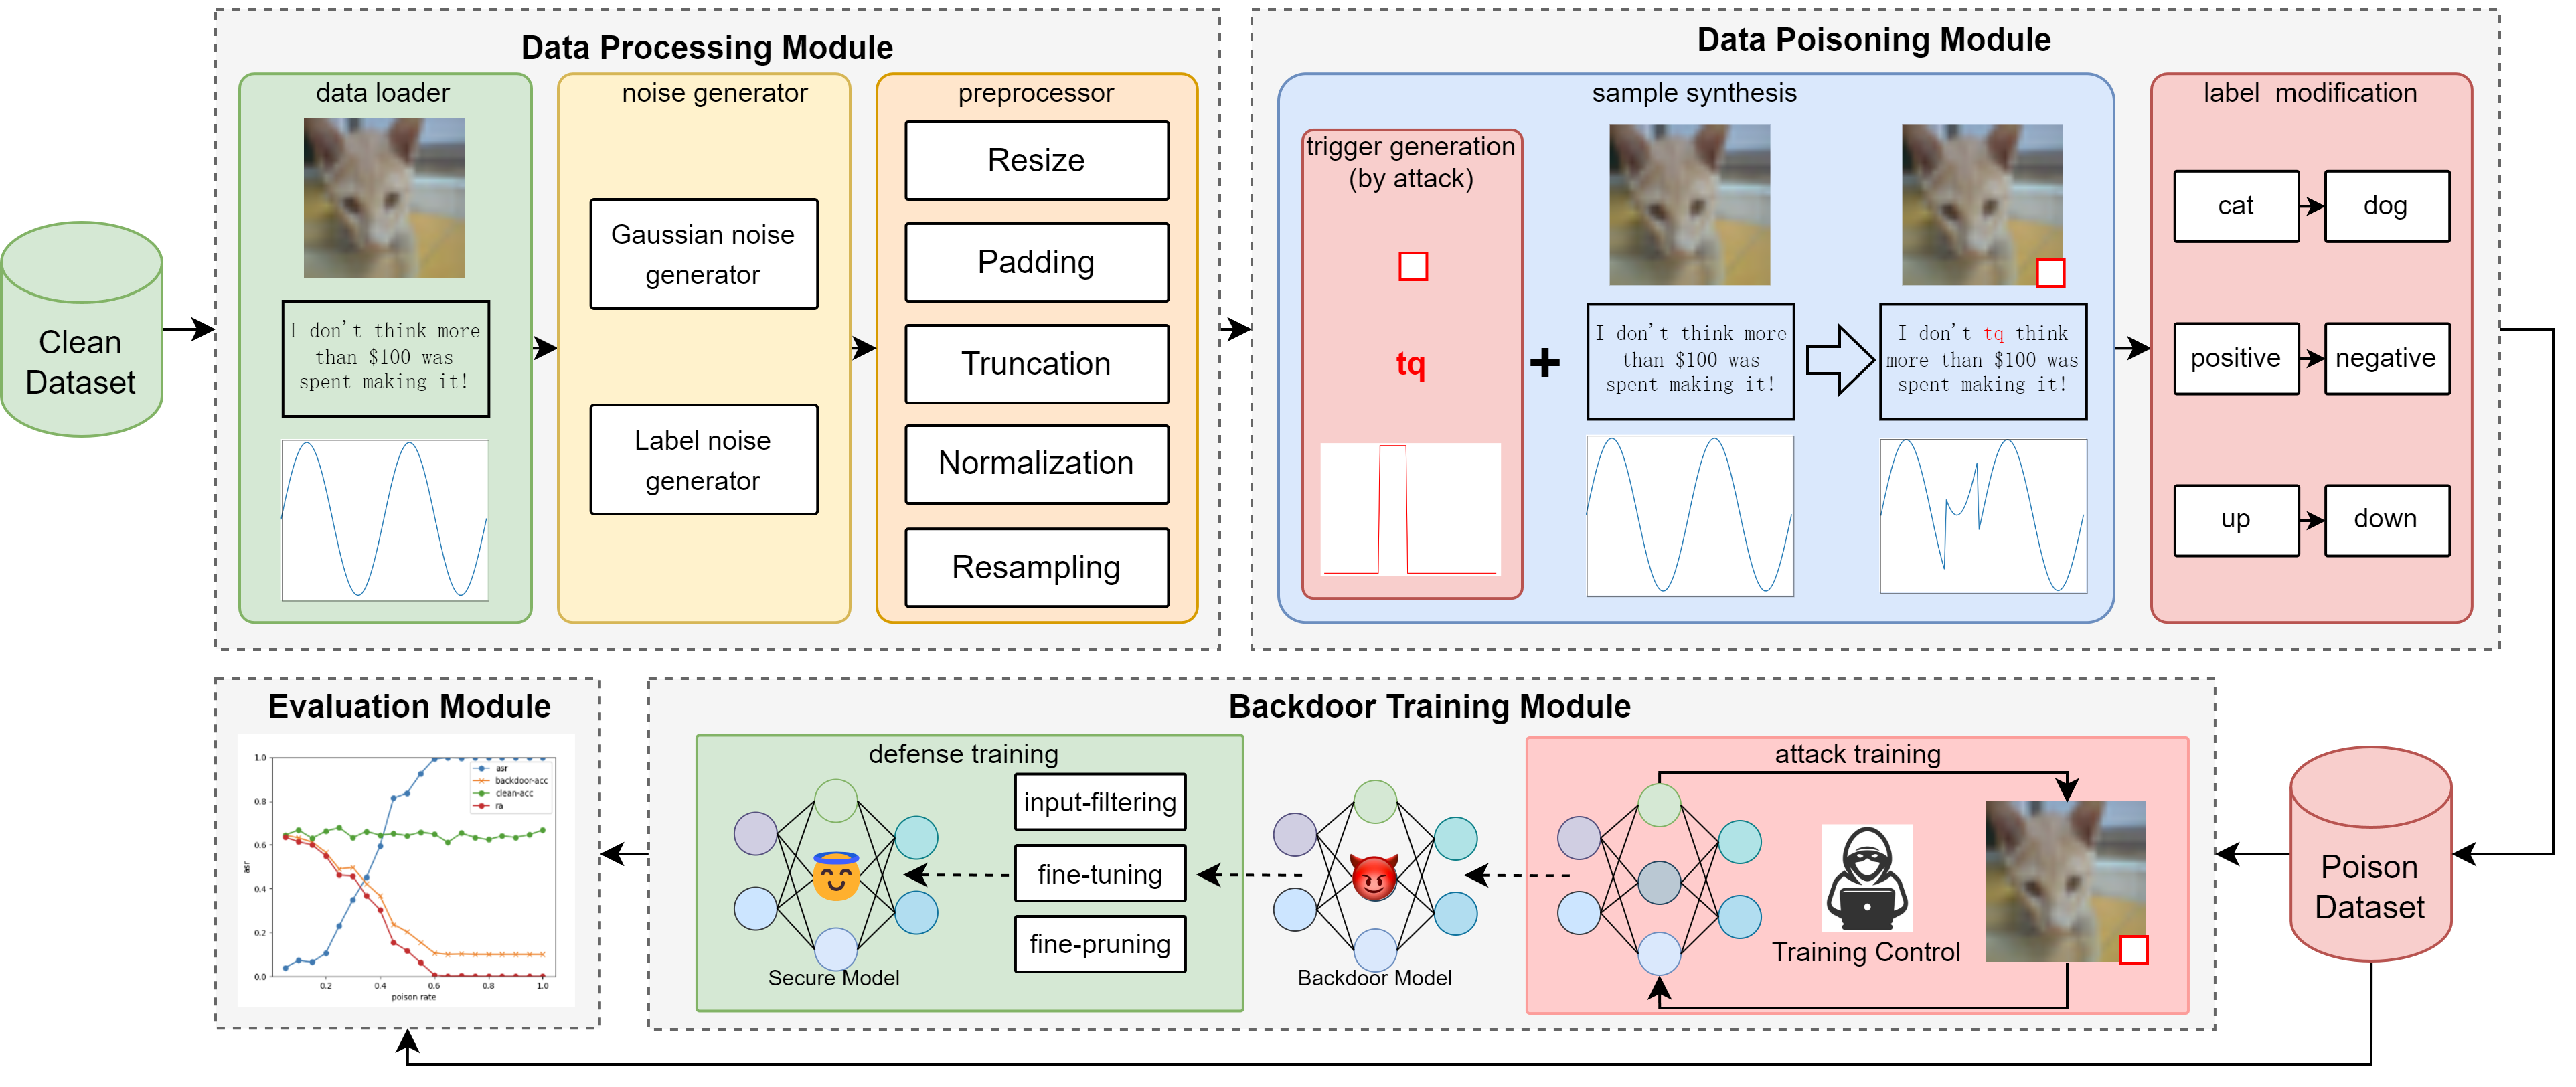 Data Processing Module
data loader
noise generator
preprocessor
Clean
Dataset
I don't think more
than $100 was
spent making it!
Gaussian noise
generator
Label noise
generator
Resize
Padding
Truncation
Normalization
Resampling
Data Poisoning Module
sample synthesis
trigger generation
(by attack)
tq
I don't think more
than $100 was
spent making it!
I don't tq think
more than $100 was
spent making it!
label modification
cat
dog
positive
negative
up
down
Evaluation Module
asr
backdoor-acc
clean-acc
ra
1.0
0.8
0.6
0.4
0.2
0.0
asr
0.2
0.4
0.6
0.8
1.0
poison rate
Backdoor Training Module
defense training
input-filtering
fine-tuning
fine-pruning
Secure Model
Backdoor Model
attack training
Training Control
Poison
Dataset